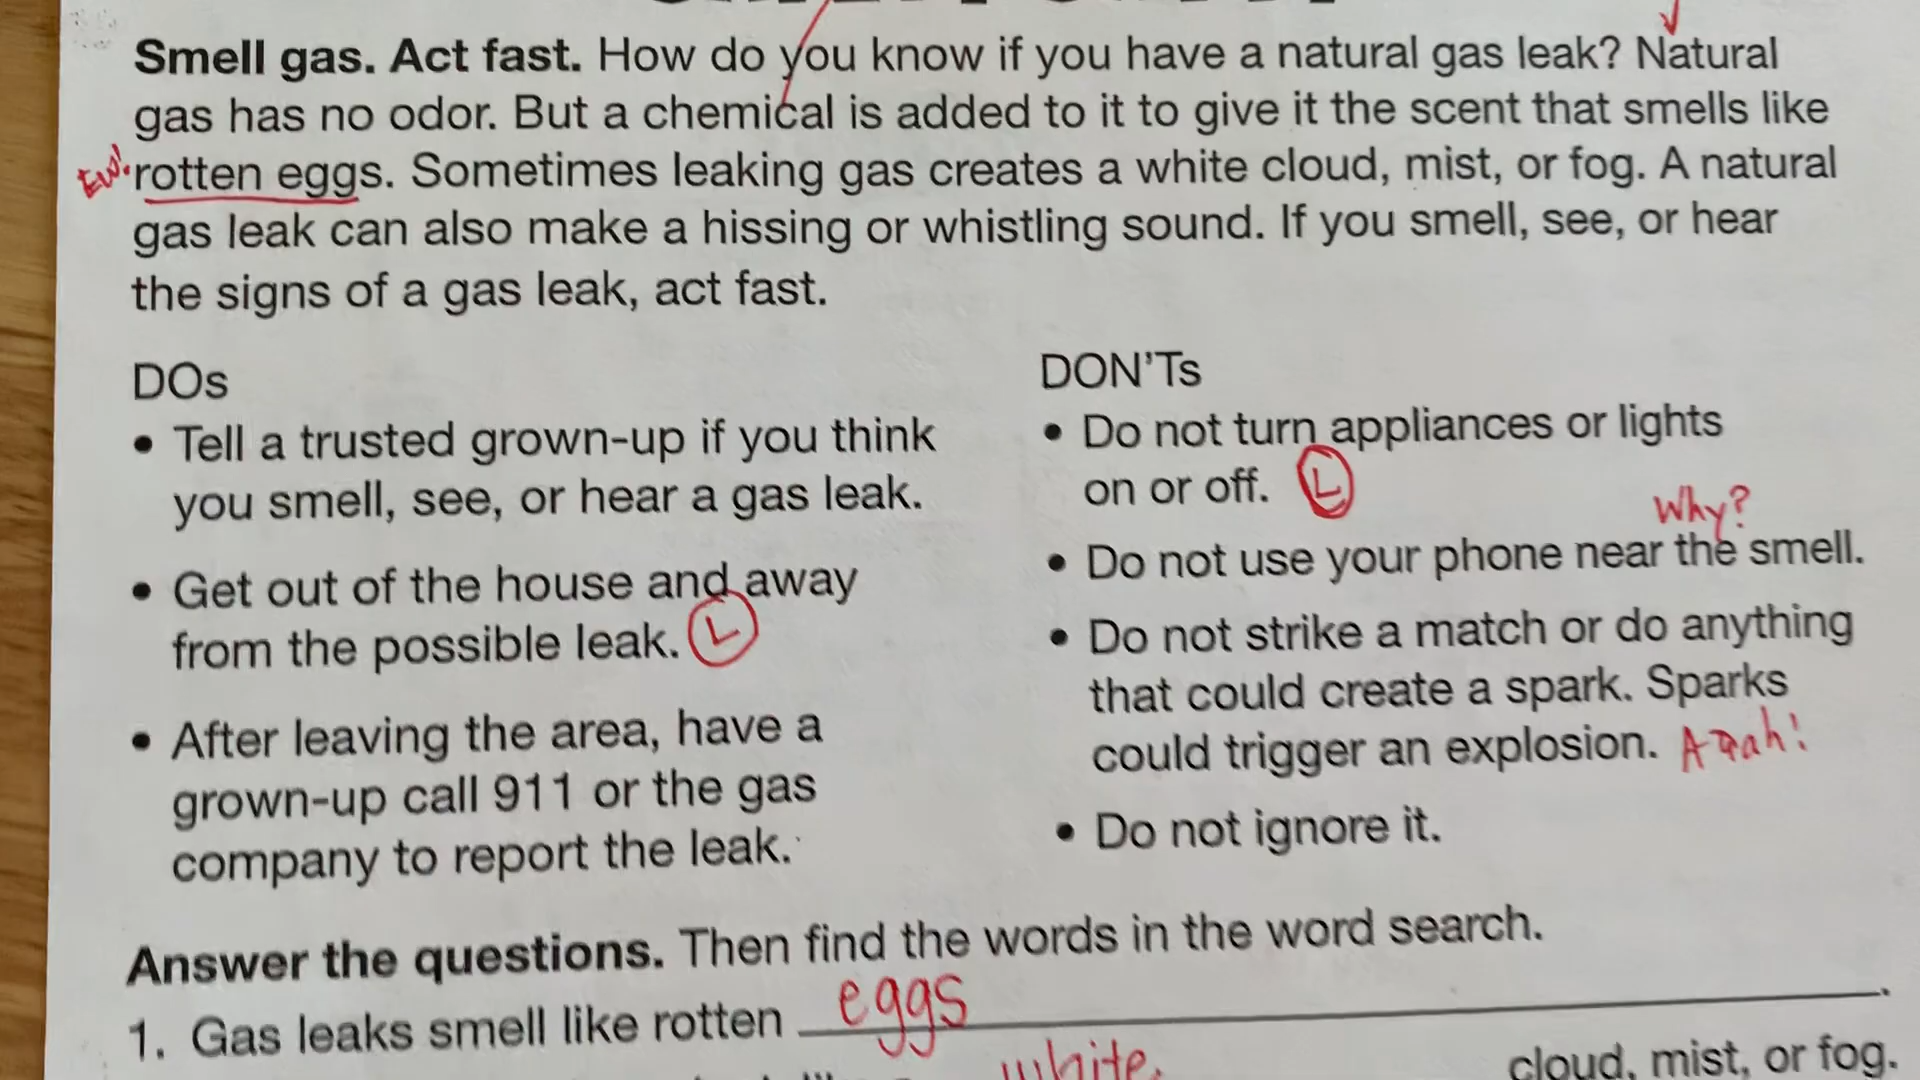 Smell gas. Act fast. How do you know if you have a natural gas leak? Natural
gas has no odor. But a chemical is added to it to give it the scent that smells like
Ew! rotten eggs. Sometimes leaking gas creates a white cloud, mist, or fog. A natural
gas leak can also make a hissing or whistling sound. If you smell, see, or hear
the signs of a gas leak, act fast.
DOs
• Tell a trusted grown-up if you think
you smell, see, or hear a gas leak.
• Get out of the house and away
from the possible leak. L
• After leaving the area, have a
grown-up call 911 or the gas
company to report the leak.
DON'Ts
• Do not turn appliances or lights
on or off. L
Why?
• Do not use your phone near the smell.
• Do not strike a match or do anything
that could create a spark. Sparks
could trigger an explosion. Aaah!
• Do not ignore it.
Answer the questions. Then find the words in the word search.
1. Gas leaks smell like rotten eggs.
white cloud, mist, or fog.